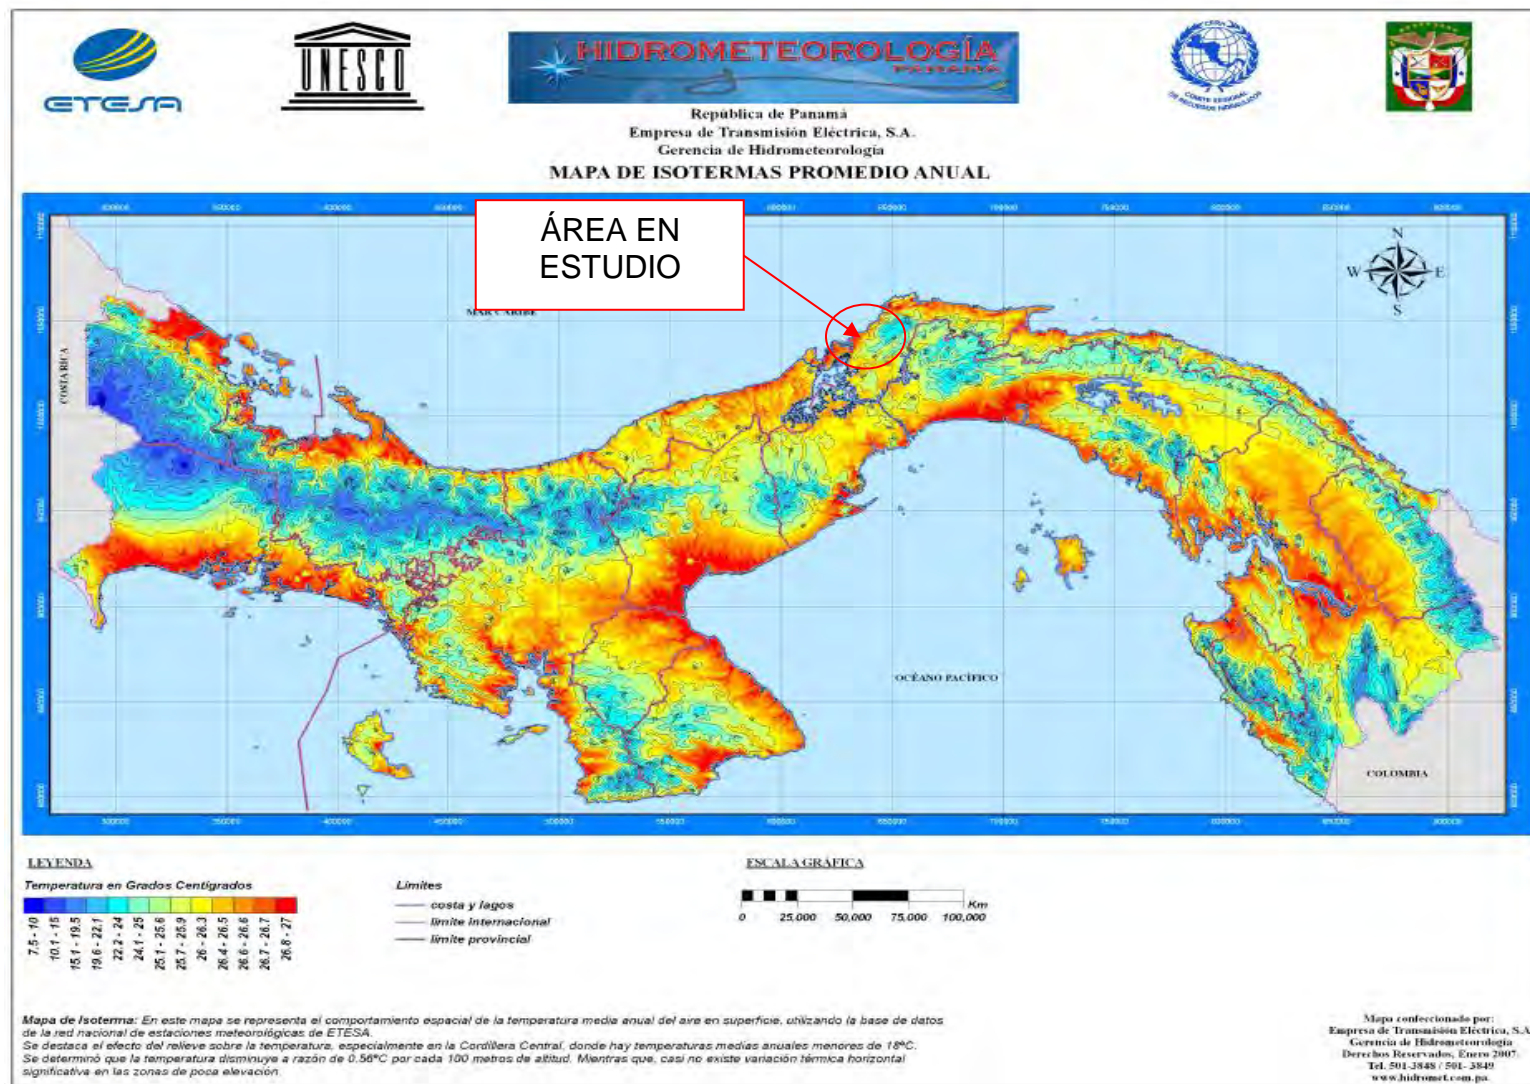 ETESA
UNESCO
HIDROMETEOROLOGÍA
PANAMÁ
COMITE REGIONAL
DE RECURSOS HIDRAULICOS
República de Panamá
Empresa de Transmisión Eléctrica, S.A.
Gerencia de Hidrometeorología
MAPA DE ISOTERMAS PROMEDIO ANUAL
ÁREA EN
ESTUDIO
MAR CARIBE
N
W E
S
COSTA RICA
OCÉANO PACÍFICO
COLOMBIA
LEYENDA
Temperatura en Grados Centígrados
7.5 - 10
10.1 - 15
15.1 - 19.5
19.6 - 22.1
22.2 - 24
24.1 - 25
25.1 - 25.6
25.7 - 25.9
26 - 26.3
26.4 - 26.5
26.6 - 26.6
26.7 - 26.7
26.8 - 27
Límites
costa y lagos
límite internacional
límite provincial
ESCALA GRÁFICA
Km
0 25,000 50,000 75,000 100,000
Mapa de Isoterma: En este mapa se representa el comportamiento espacial de la temperatura media anual del aire en superficie, utilizando la base de datos
de la red nacional de estaciones meteorológicas de ETESA.
Se destaca el efecto del relieve sobre la temperatura, especialmente en la Cordillera Central, donde hay temperaturas medias anuales menores de 18ºC.
Se determinó que la temperatura disminuye a razón de 0.56ºC por cada 100 metros de altitud. Mientras que, casi no existe variación térmica horizontal
significativa en las zonas de poca elevación.
Mapa confeccionado por:
Empresa de Transmisión Eléctrica, S.A
Gerencia de Hidrometeorología
Derechos Reservados, Enero 2007.
Tel. 501-3848 / 501- 3849
www.hidromet.com.pa